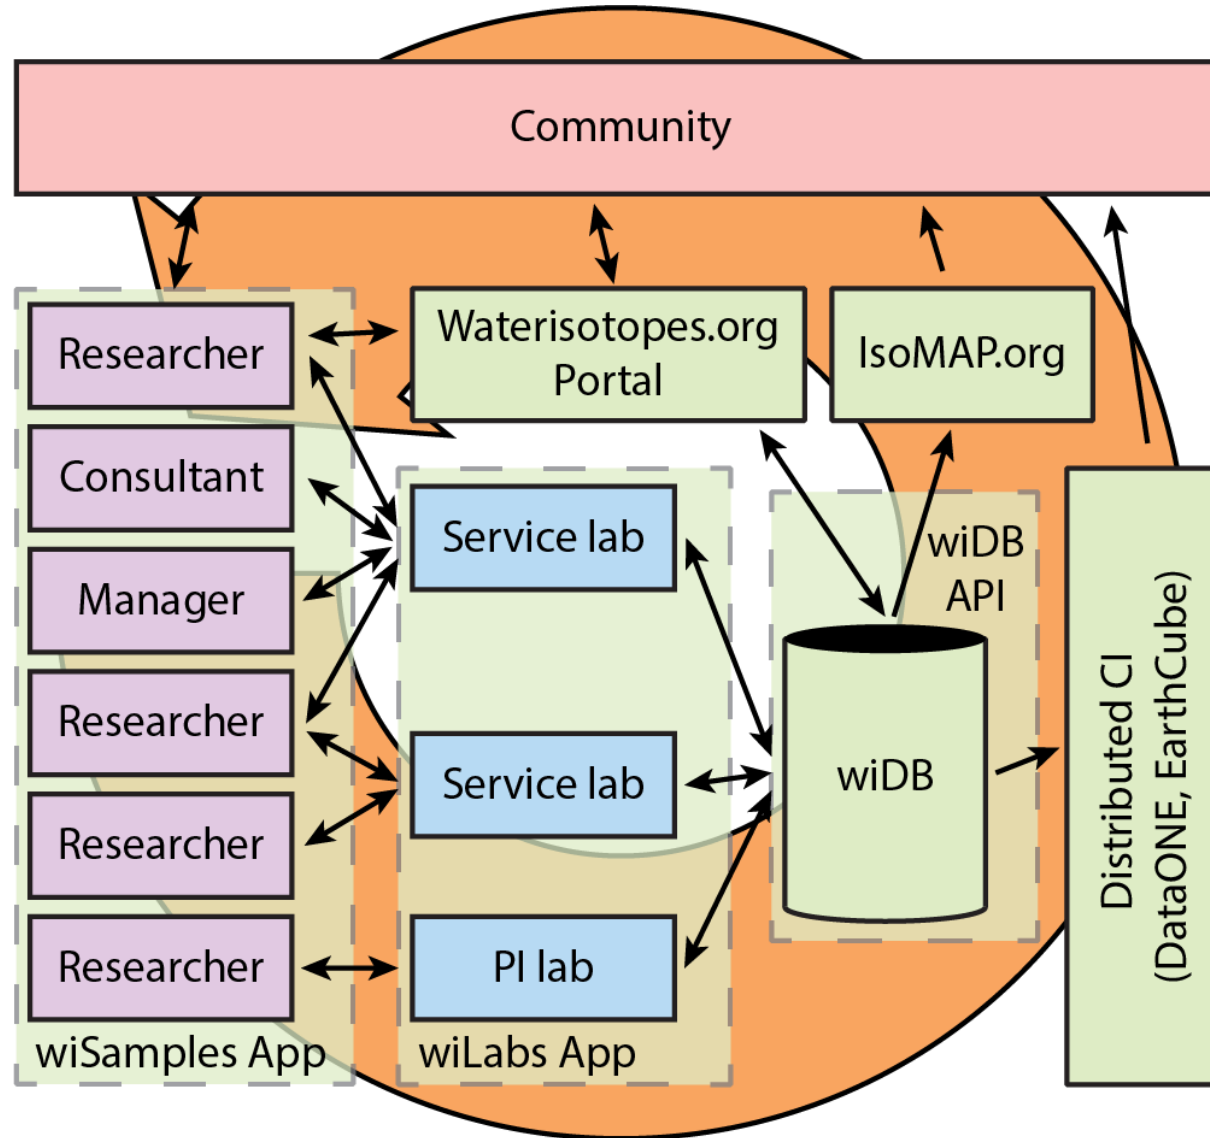 Community
Researcher
Consultant
Manager
Researcher
Researcher
Researcher
wiSamples App
Waterisotopes.org
Portal
IsoMAP.org
Service lab
Service lab
PI lab
wiLabs App
wiDB
API
wiDB
Distributed CI
(DataONE, EarthCube)